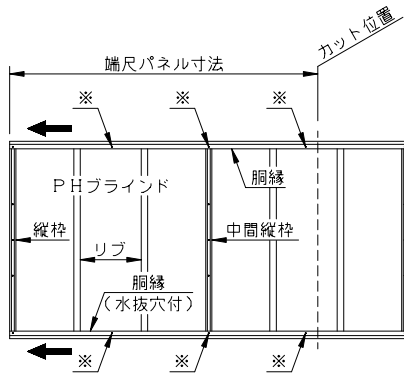 カット位置
端尺パネル寸法
※ ※ ※
胴縁
ＰＨブラインド
縦枠
中間縦枠
リブ
胴縁
（水抜穴付）
※ ※ ※